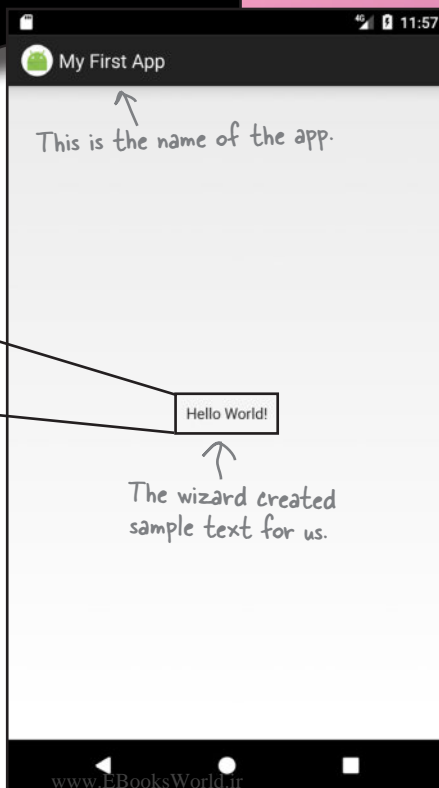 4G 11:57
My First App
This is the name of the app.
Hello World!
The wizard created
sample text for us.
www.EBooksWorld.ir